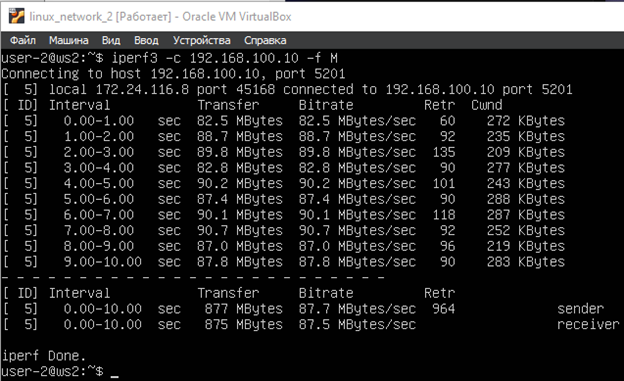 linux_network_2 [Работает] - Oracle VM VirtualBox
Файл Машина Вид Ввод Устройства Справка
user-2@ws2:~$ iperf3 -c 192.168.100.10 -f M
Connecting to host 192.168.100.10, port 5201
[  5] local 172.24.116.8 port 45168 connected to 192.168.100.10 port 5201
[ ID] Interval           Transfer     Bitrate         Retr  Cwnd
[  5]   0.00-1.00   sec  82.5 MBytes  82.5 MBytes/sec   60    272 KBytes
[  5]   1.00-2.00   sec  88.7 MBytes  88.7 MBytes/sec   92    235 KBytes
[  5]   2.00-3.00   sec  89.8 MBytes  89.8 MBytes/sec  135    209 KBytes
[  5]   3.00-4.00   sec  82.8 MBytes  82.8 MBytes/sec   90    277 KBytes
[  5]   4.00-5.00   sec  90.2 MBytes  90.2 MBytes/sec  101    243 KBytes
[  5]   5.00-6.00   sec  87.4 MBytes  87.4 MBytes/sec   90    288 KBytes
[  5]   6.00-7.00   sec  90.1 MBytes  90.1 MBytes/sec  118    287 KBytes
[  5]   7.00-8.00   sec  90.7 MBytes  90.7 MBytes/sec   92    252 KBytes
[  5]   8.00-9.00   sec  87.0 MBytes  87.0 MBytes/sec   96    219 KBytes
[  5]   9.00-10.00  sec  87.8 MBytes  87.8 MBytes/sec   90    283 KBytes
- - - - - - - - - - - - - - - - - - - - - - - - -
[ ID] Interval           Transfer     Bitrate         Retr
[  5]   0.00-10.00  sec   877 MBytes  87.7 MBytes/sec  964             sender
[  5]   0.00-10.00  sec   875 MBytes  87.5 MBytes/sec                  receiver
iperf Done.
user-2@ws2:~$ _